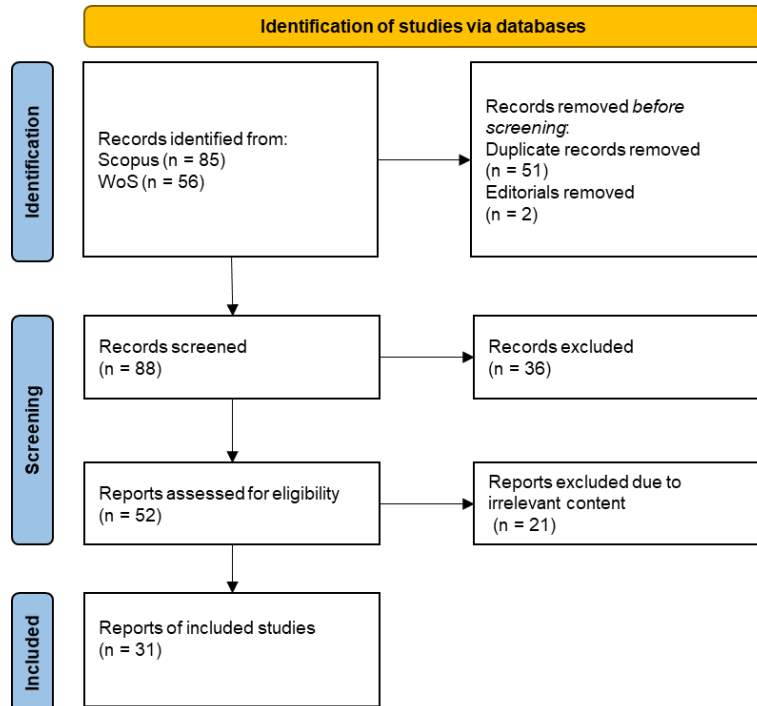 Identification of studies via databases
Identification
Records identified from:
Scopus (n = 85)
WoS (n = 56)
Records removed before
screening:
Duplicate records removed
(n = 51)
Editorials removed
(n = 2)
Screening
Records screened
(n = 88)
Records excluded
(n = 36)
Reports assessed for eligibility
(n = 52)
Reports excluded due to
irrelevant content
(n = 21)
Included
Reports of included studies
(n = 31)